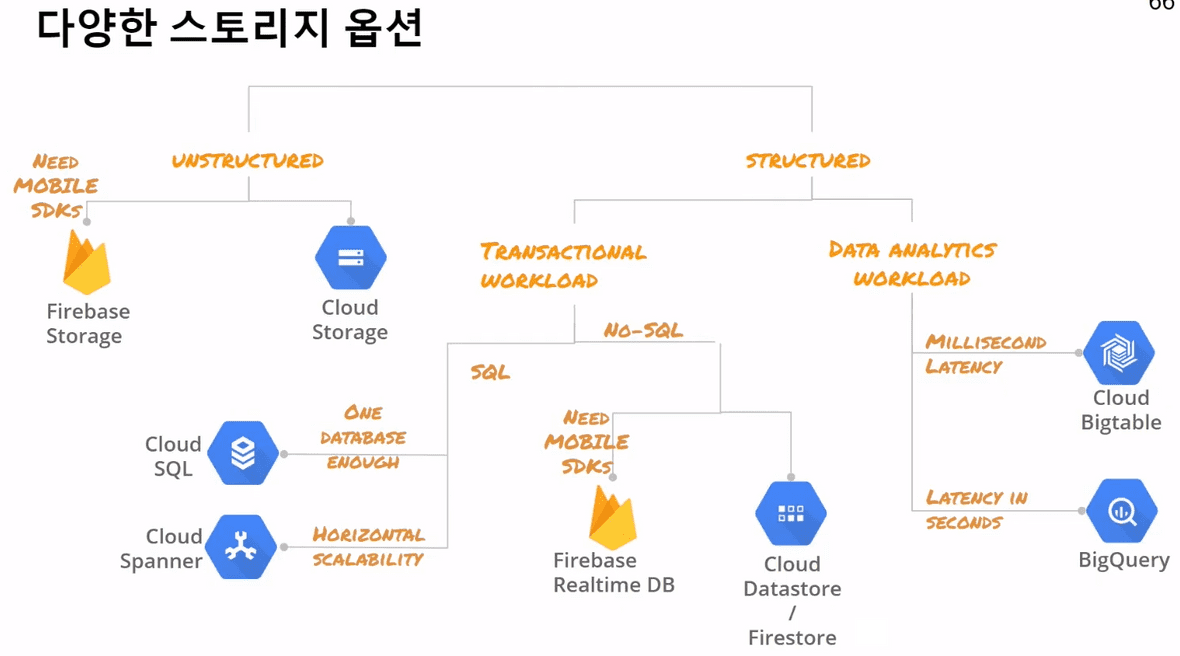 66
다양한 스토리지 옵션
NEED
MOBILE
SDKs
UNSTRUCTURED
STRUCTURED
Firebase
Storage
Cloud
Storage
TRANSACTIONAL
WORKLOAD
DATA ANALYTICS
WORKLOAD
NO-SQL
SQL
MILLISECOND
LATENCY
Cloud
Bigtable
ONE
DATABASE
ENOUGH
Cloud
SQL
NEED
MOBILE
SDKs
HORIZONTAL
SCALABILITY
Cloud
Spanner
Firebase
Realtime DB
Cloud
Datastore
/
Firestore
LATENCY IN
SECONDS
BigQuery